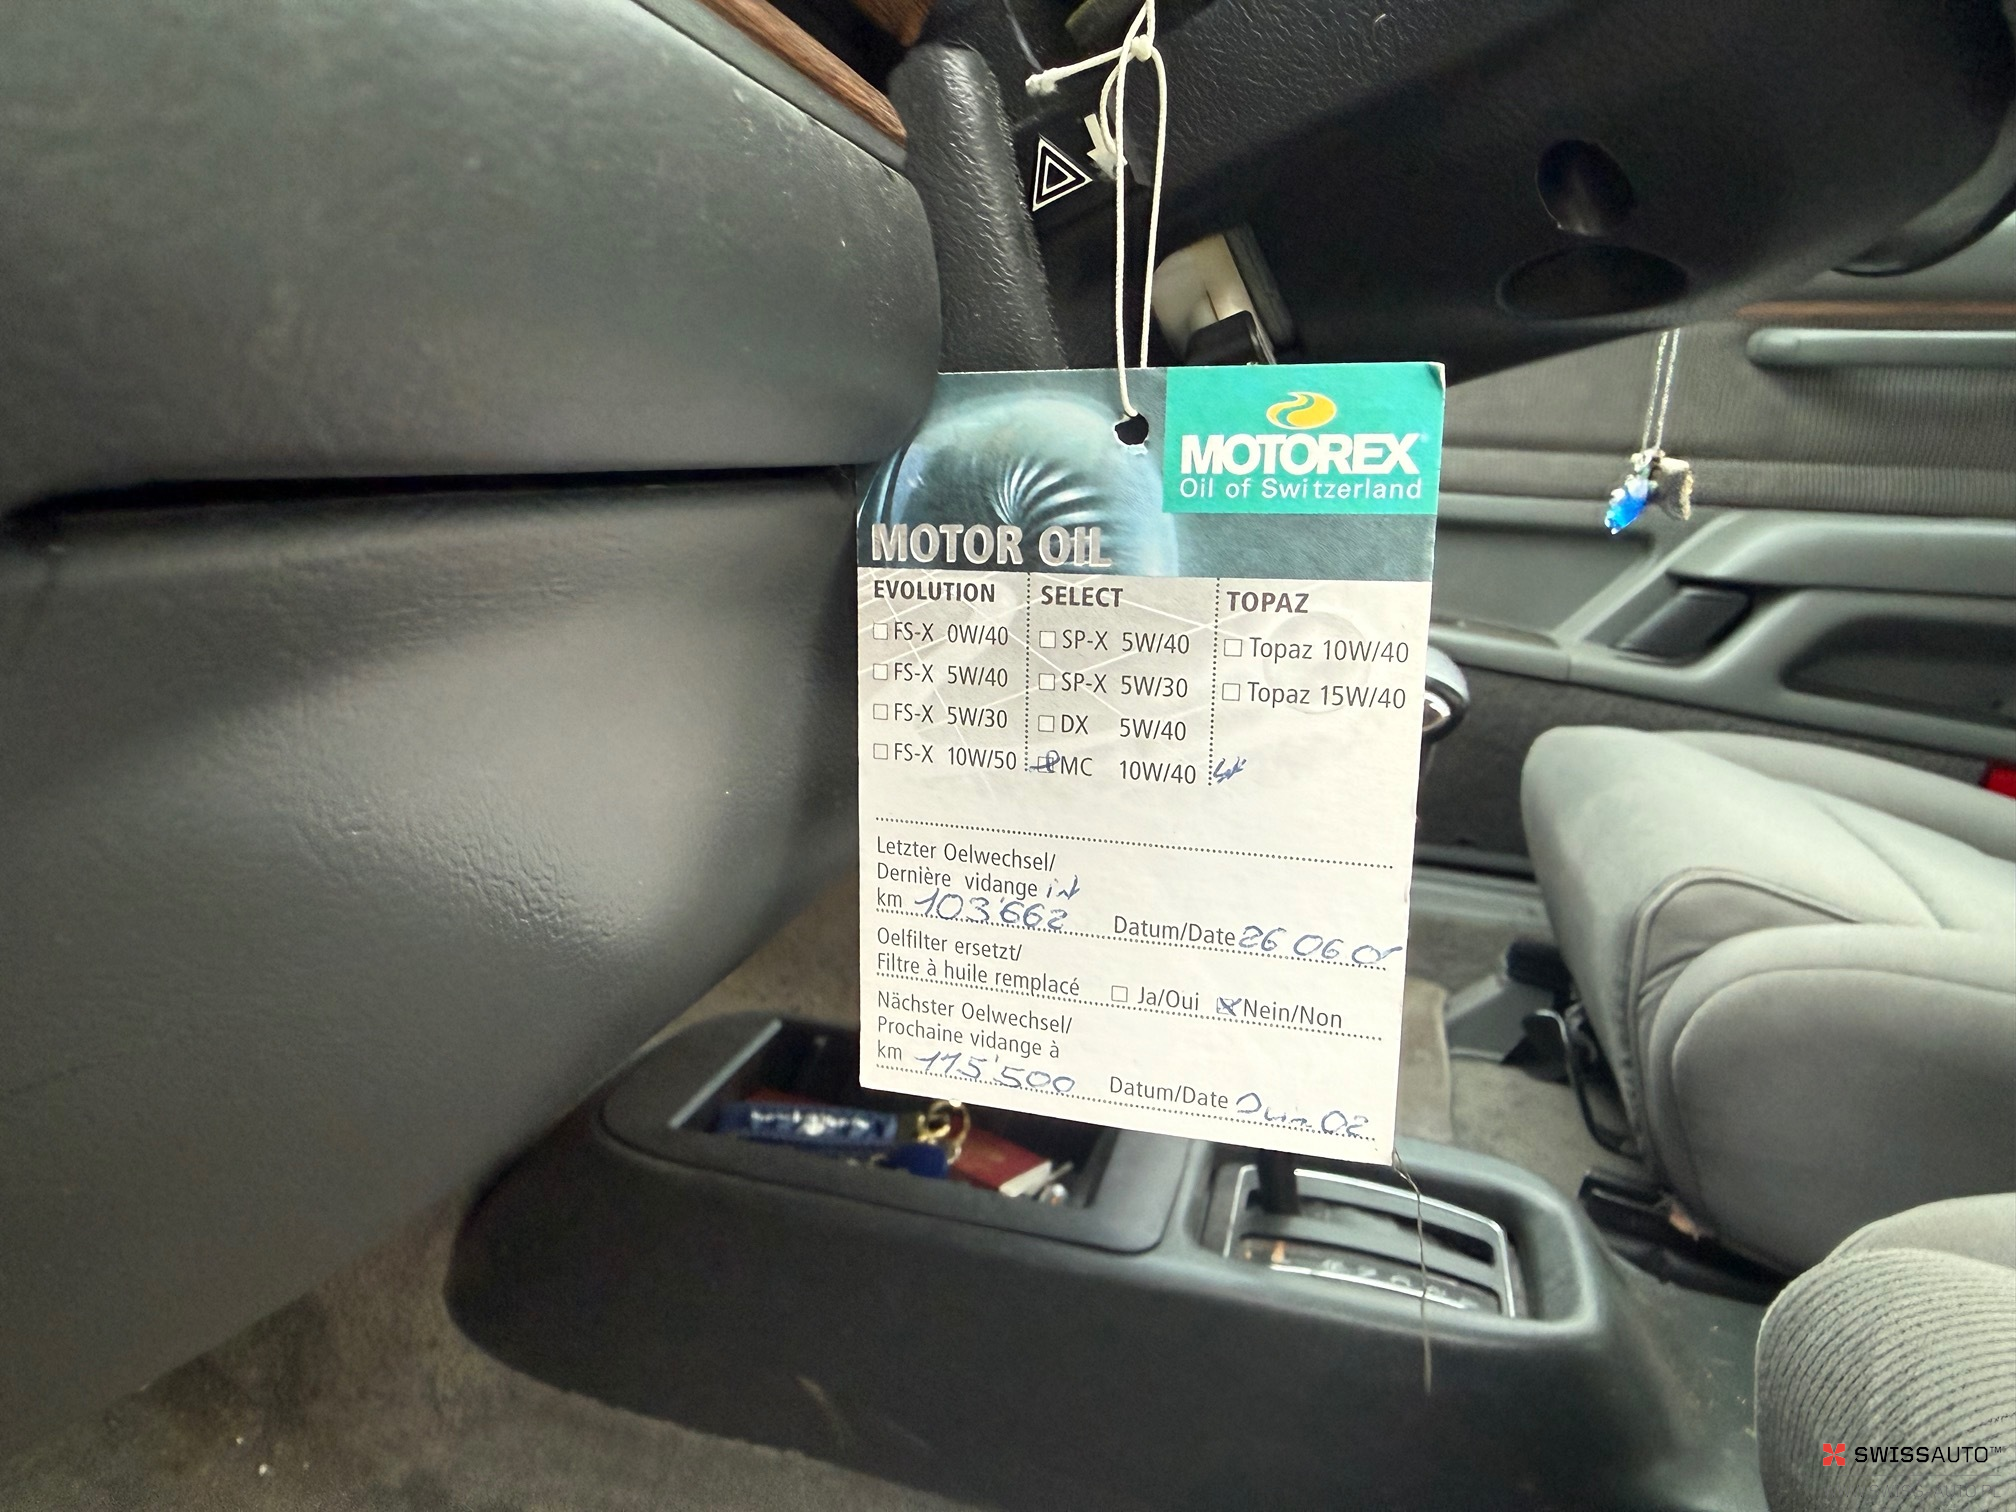 MOTOREX
Oil of Switzerland
MOTOR OIL
EVOLUTION
☐ FS-X 0W/40
☐ FS-X 5W/40
☐ FS-X 5W/30
☐ FS-X 10W/50
SELECT
☐ SP-X 5W/40
☐ SP-X 5W/30
☐ DX 5W/40
MC 10W/40
TOPAZ
☐ Topaz 10W/40
☐ Topaz 15W/40
Letzter Oelwechsel/
Dernière vidange
km 103'662 Datum/Date 26 06
Oelfilter ersetzt/
Filtre à huile remplacé ☐ Ja/Oui ☒ Nein/Non
Nächster Oelwechsel/
Prochaine vidange à
km 115'500 Datum/Date 02
SWISSAUTO™